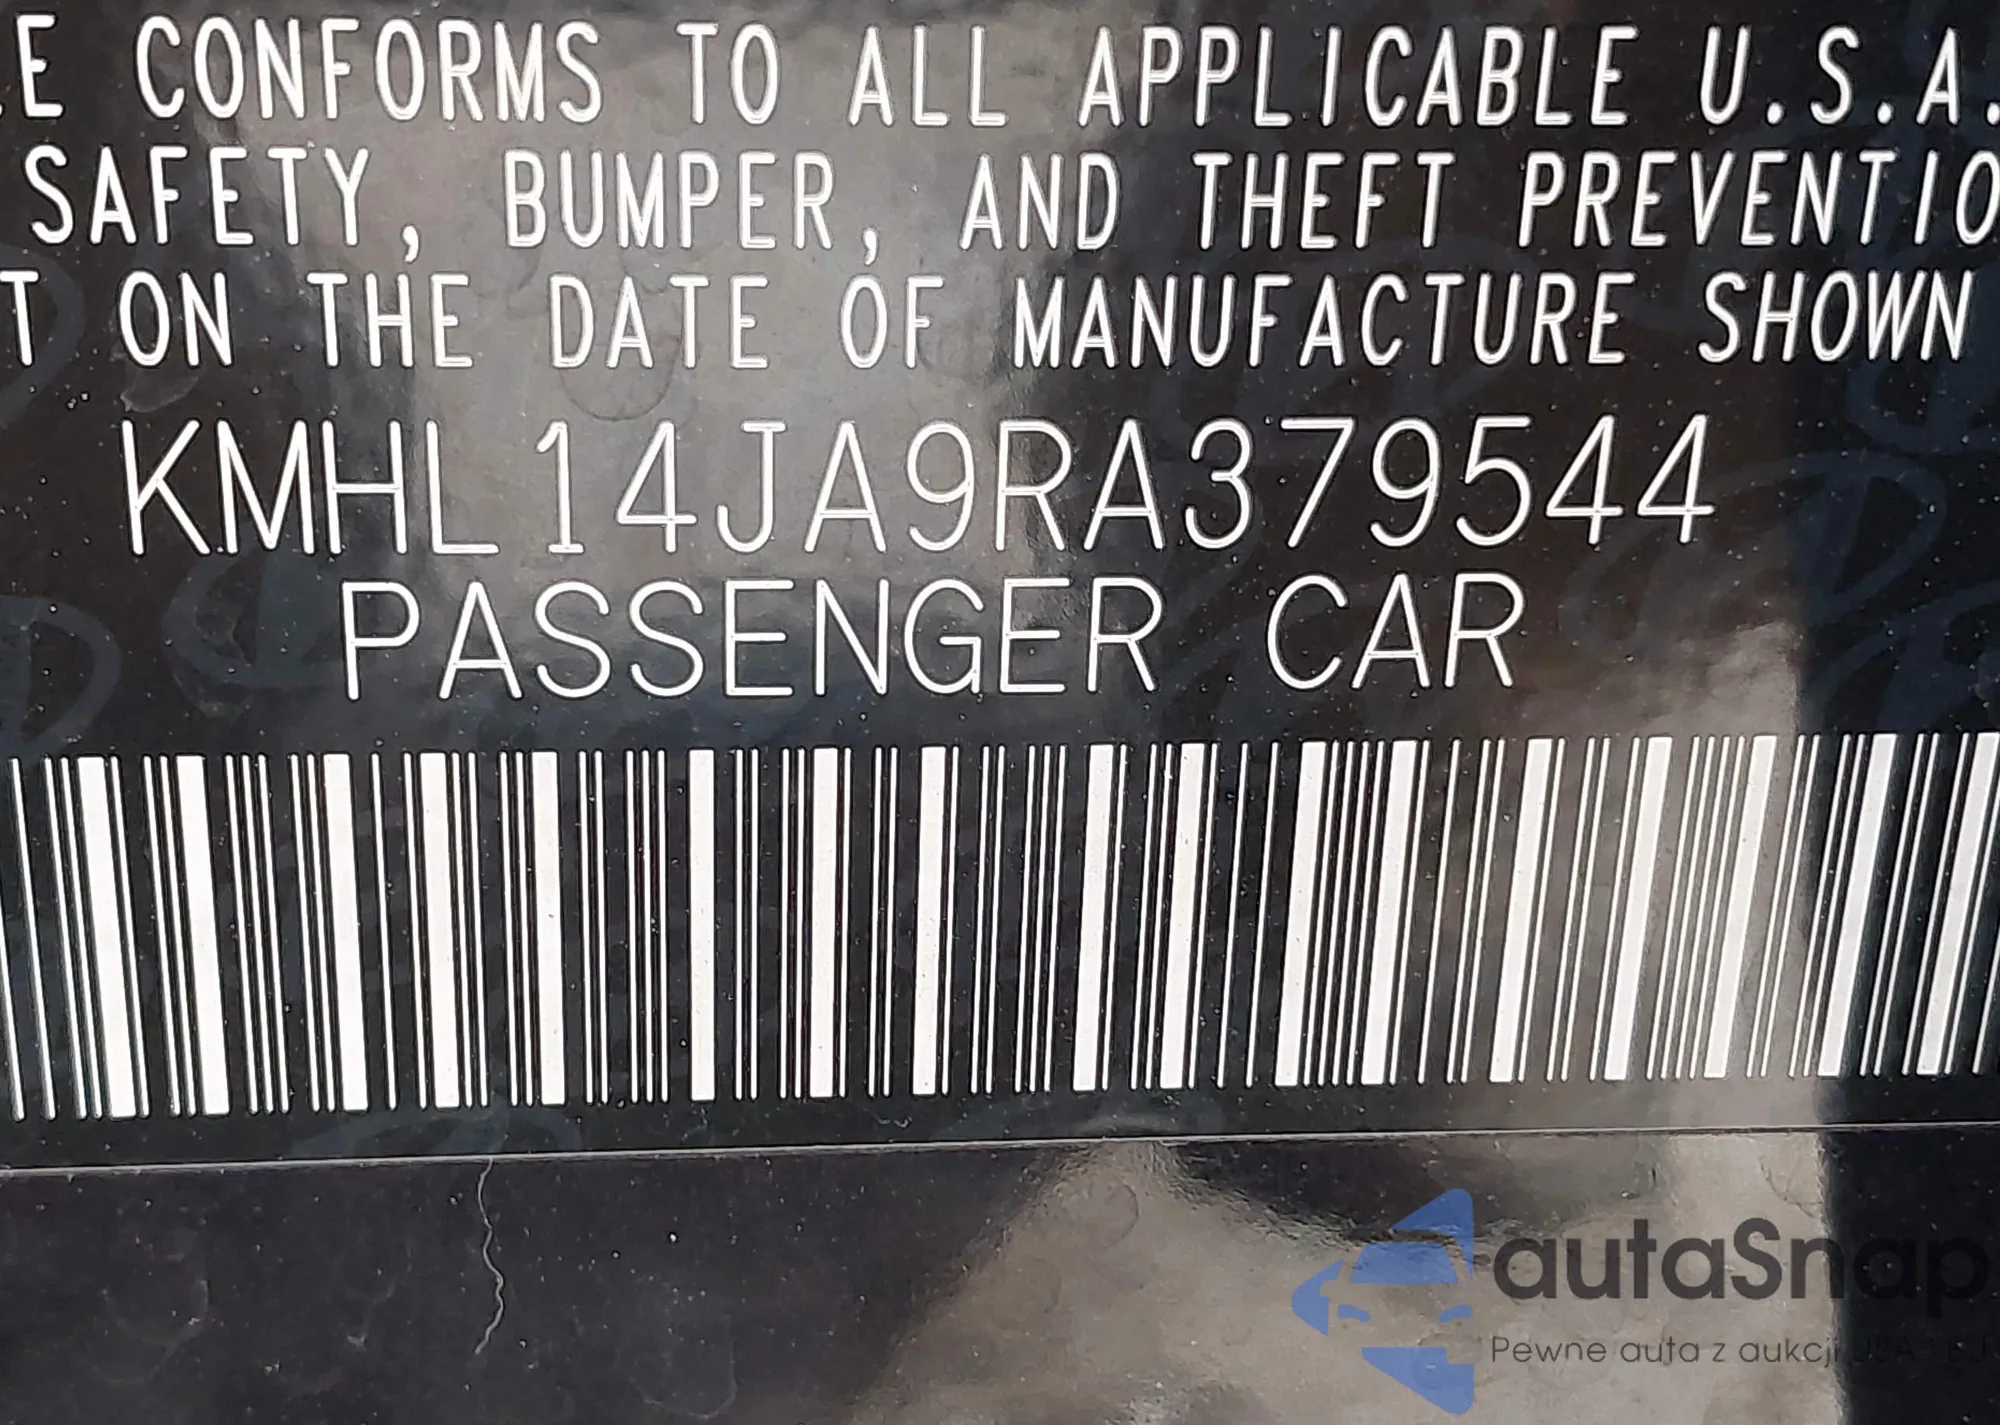 E CONFORMS TO ALL APPLICABLE U.S.A.
SAFETY, BUMPER, AND THEFT PREVENTIO
T ON THE DATE OF MANUFACTURE SHOWN
KMHL14JA9RA379544
PASSENGER CAR
autaSnap
Pewne auta z aukcji USA